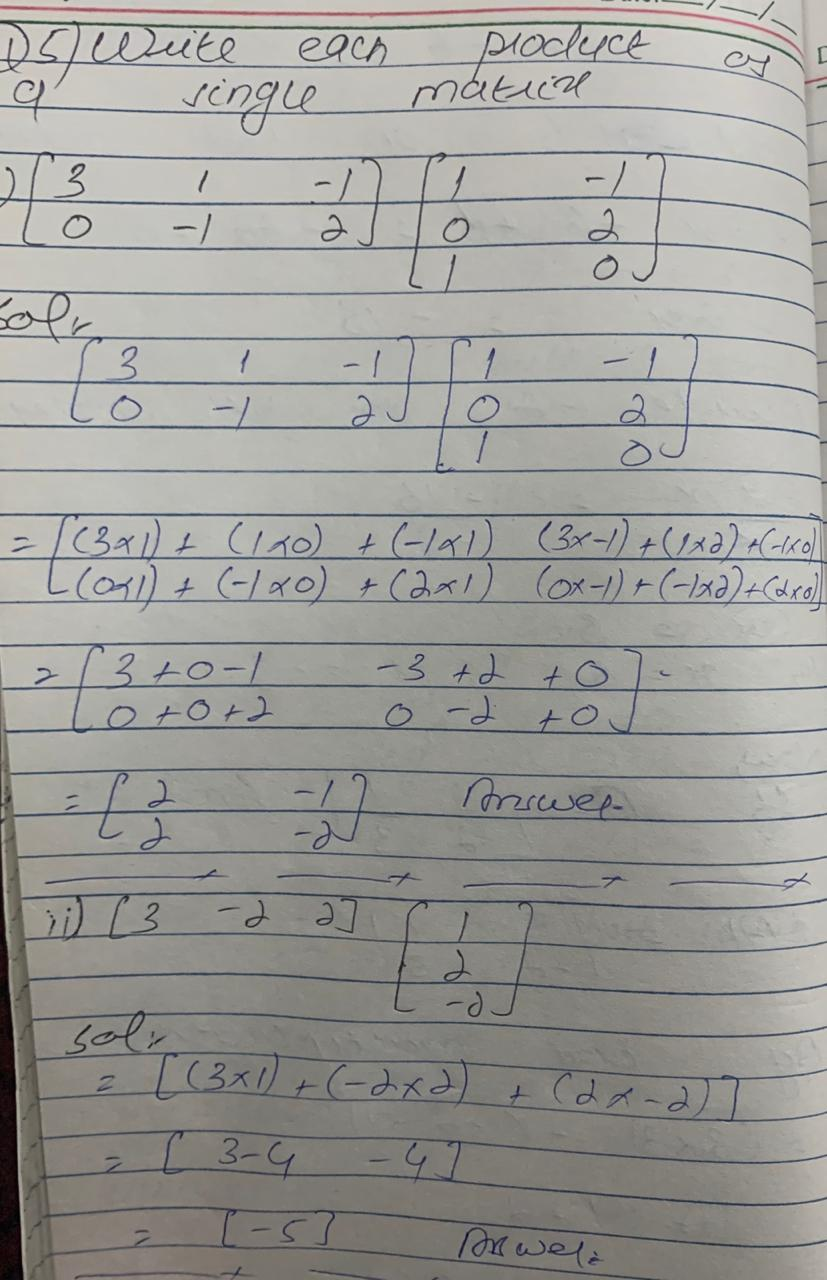 Q5) Write each product as
a single matrix
i) [3 1 -1] [1 -1]
[0 -1 2] [0 2]
[1 0]
Sol:
[3 1 -1] [1 -1]
[0 -1 2] [0 2]
[1 0]
= [(3×1) + (1×0) + (-1×1) (3×-1) + (1×2) + (-1×0)]
[(0×1) + (-1×0) + (2×1) (0×-1) + (-1×2) + (2×0)]
= [3+0-1 -3+2+0]
[0+0+2 0-2+0]
= [2 -1] Answer
[2 -2]
ii) [3 -2 2] [1]
[2]
[-2]
Sol:
= [(3×1) + (-2×2) + (2×-2)]
= [3-4 -4]
= [-5] Answer